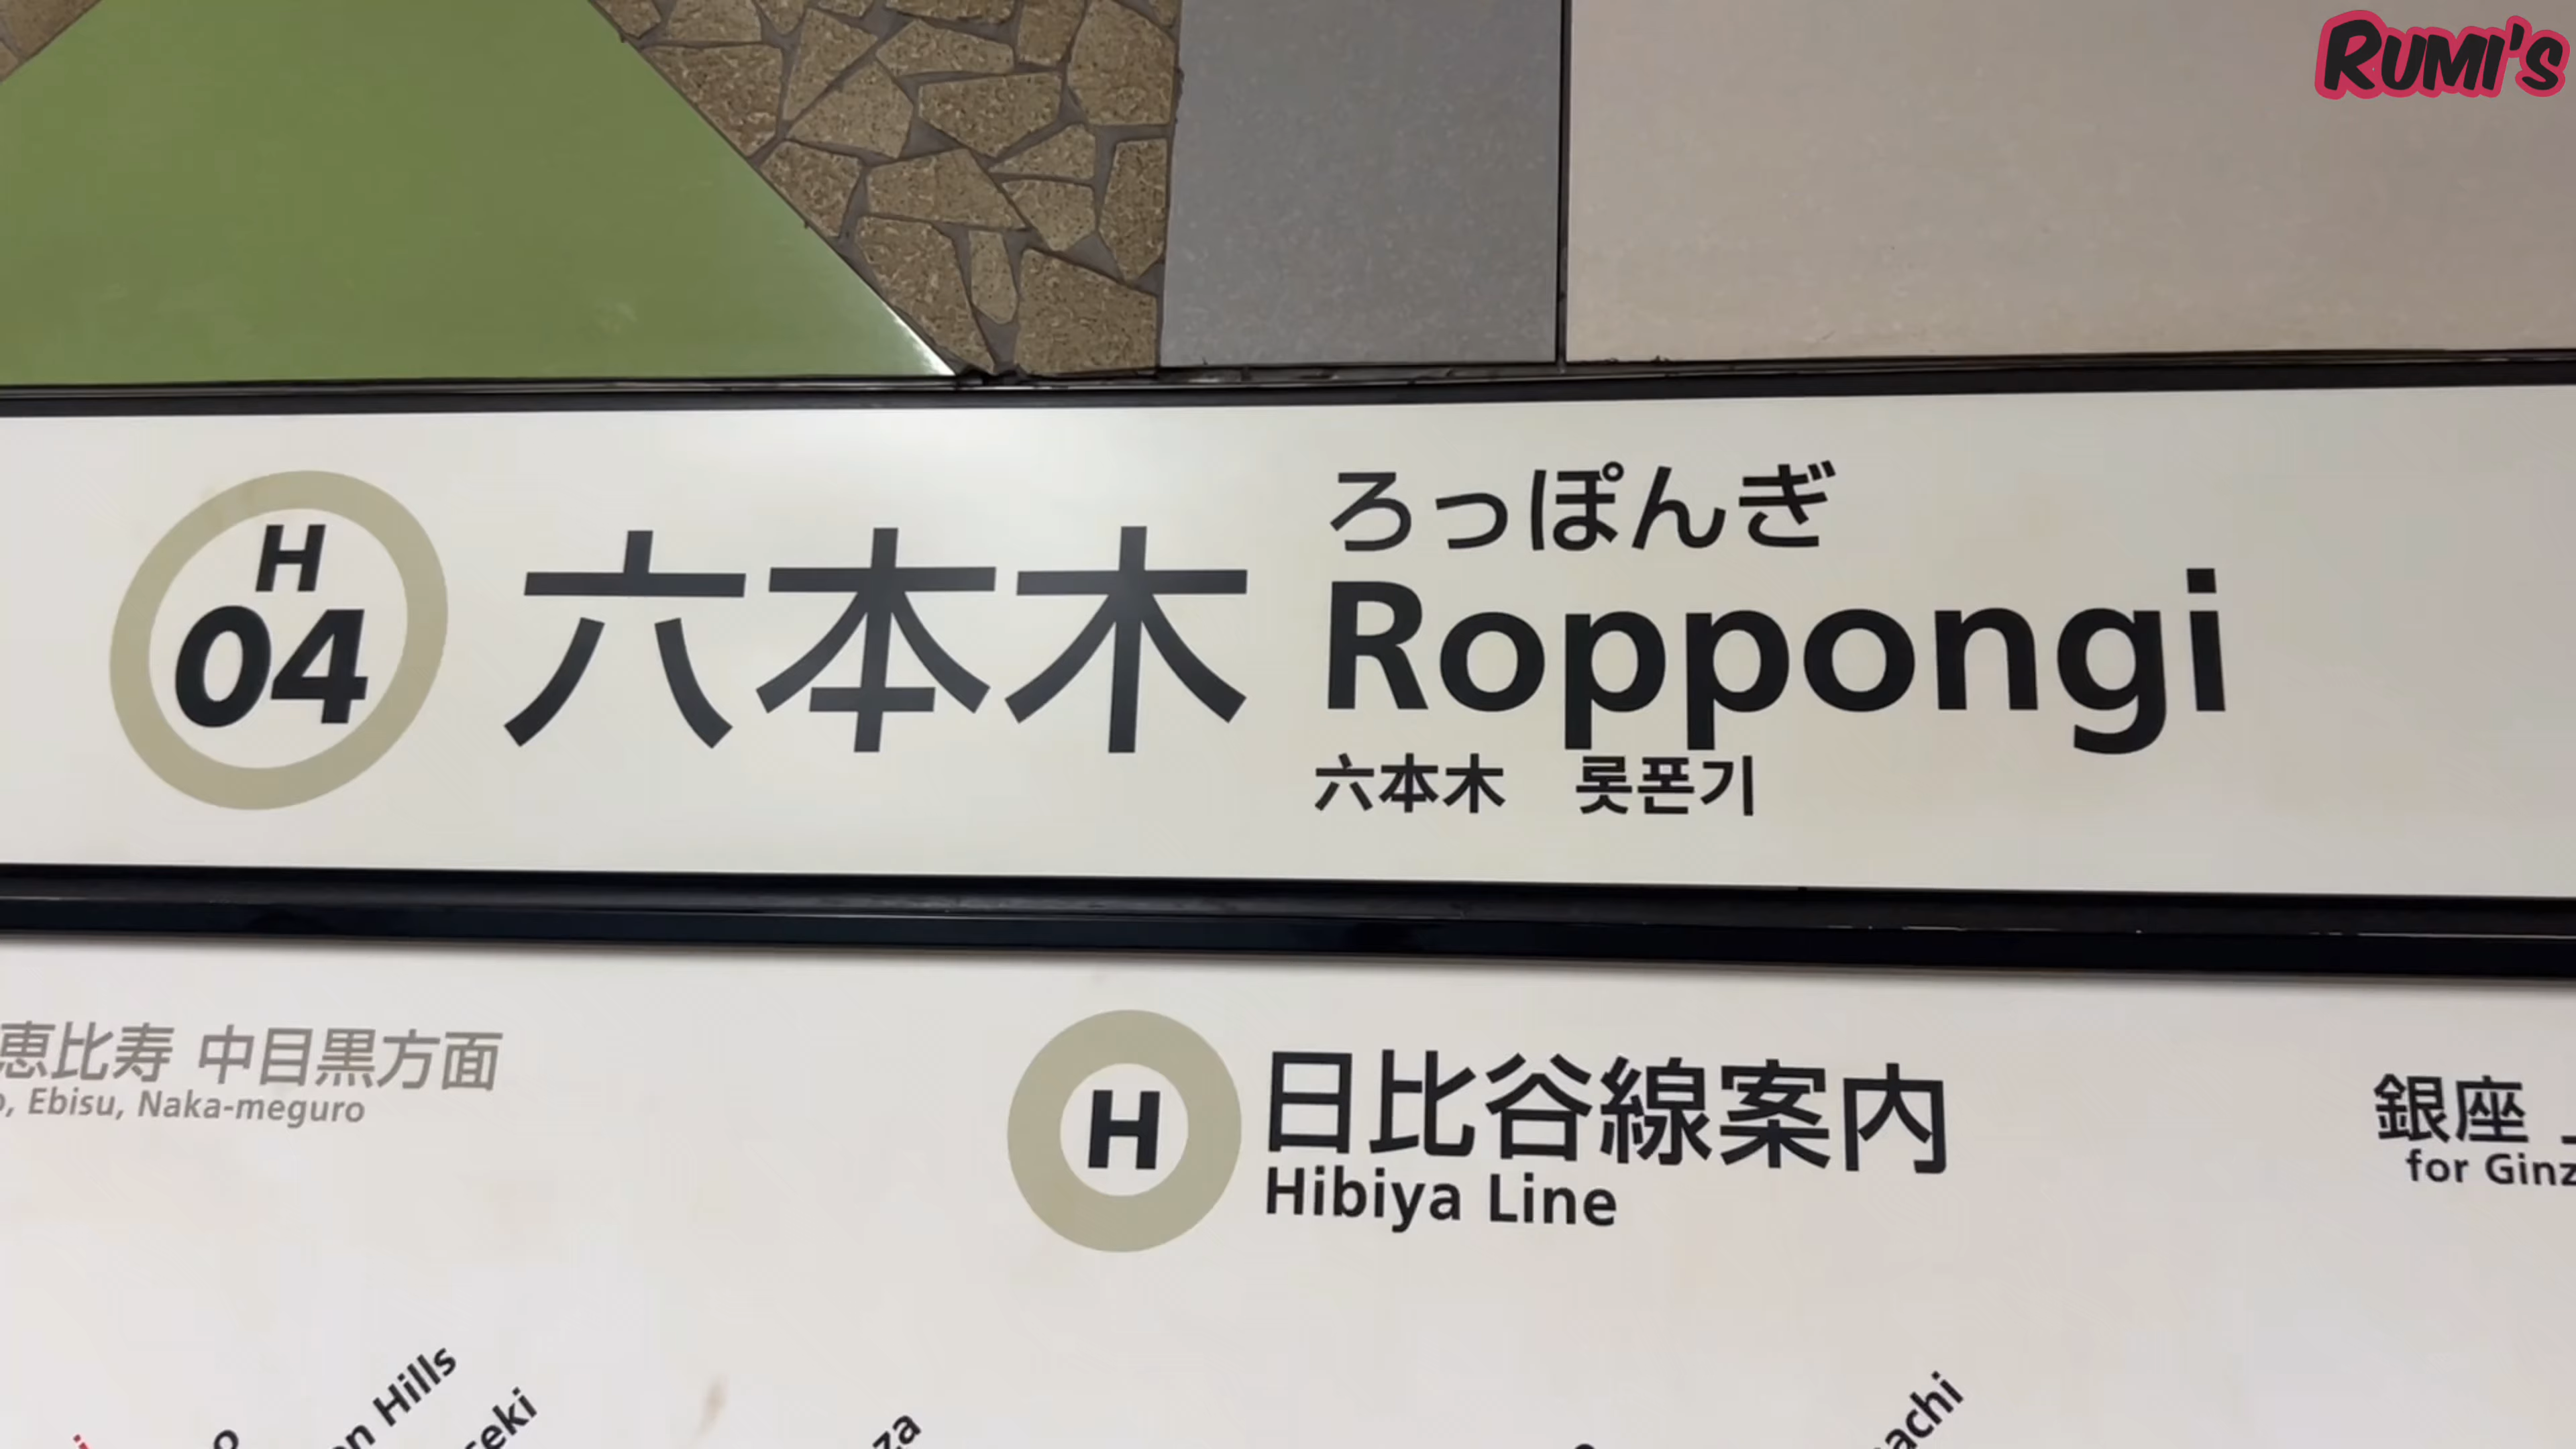 RUMI'S
H
04
六本木
ろっぽんぎ
Roppongi
六本木 롯폰기
恵比寿 中目黒方面
Ebisu, Naka-meguro
H
日比谷線案内
Hibiya Line
銀座
for
Hills